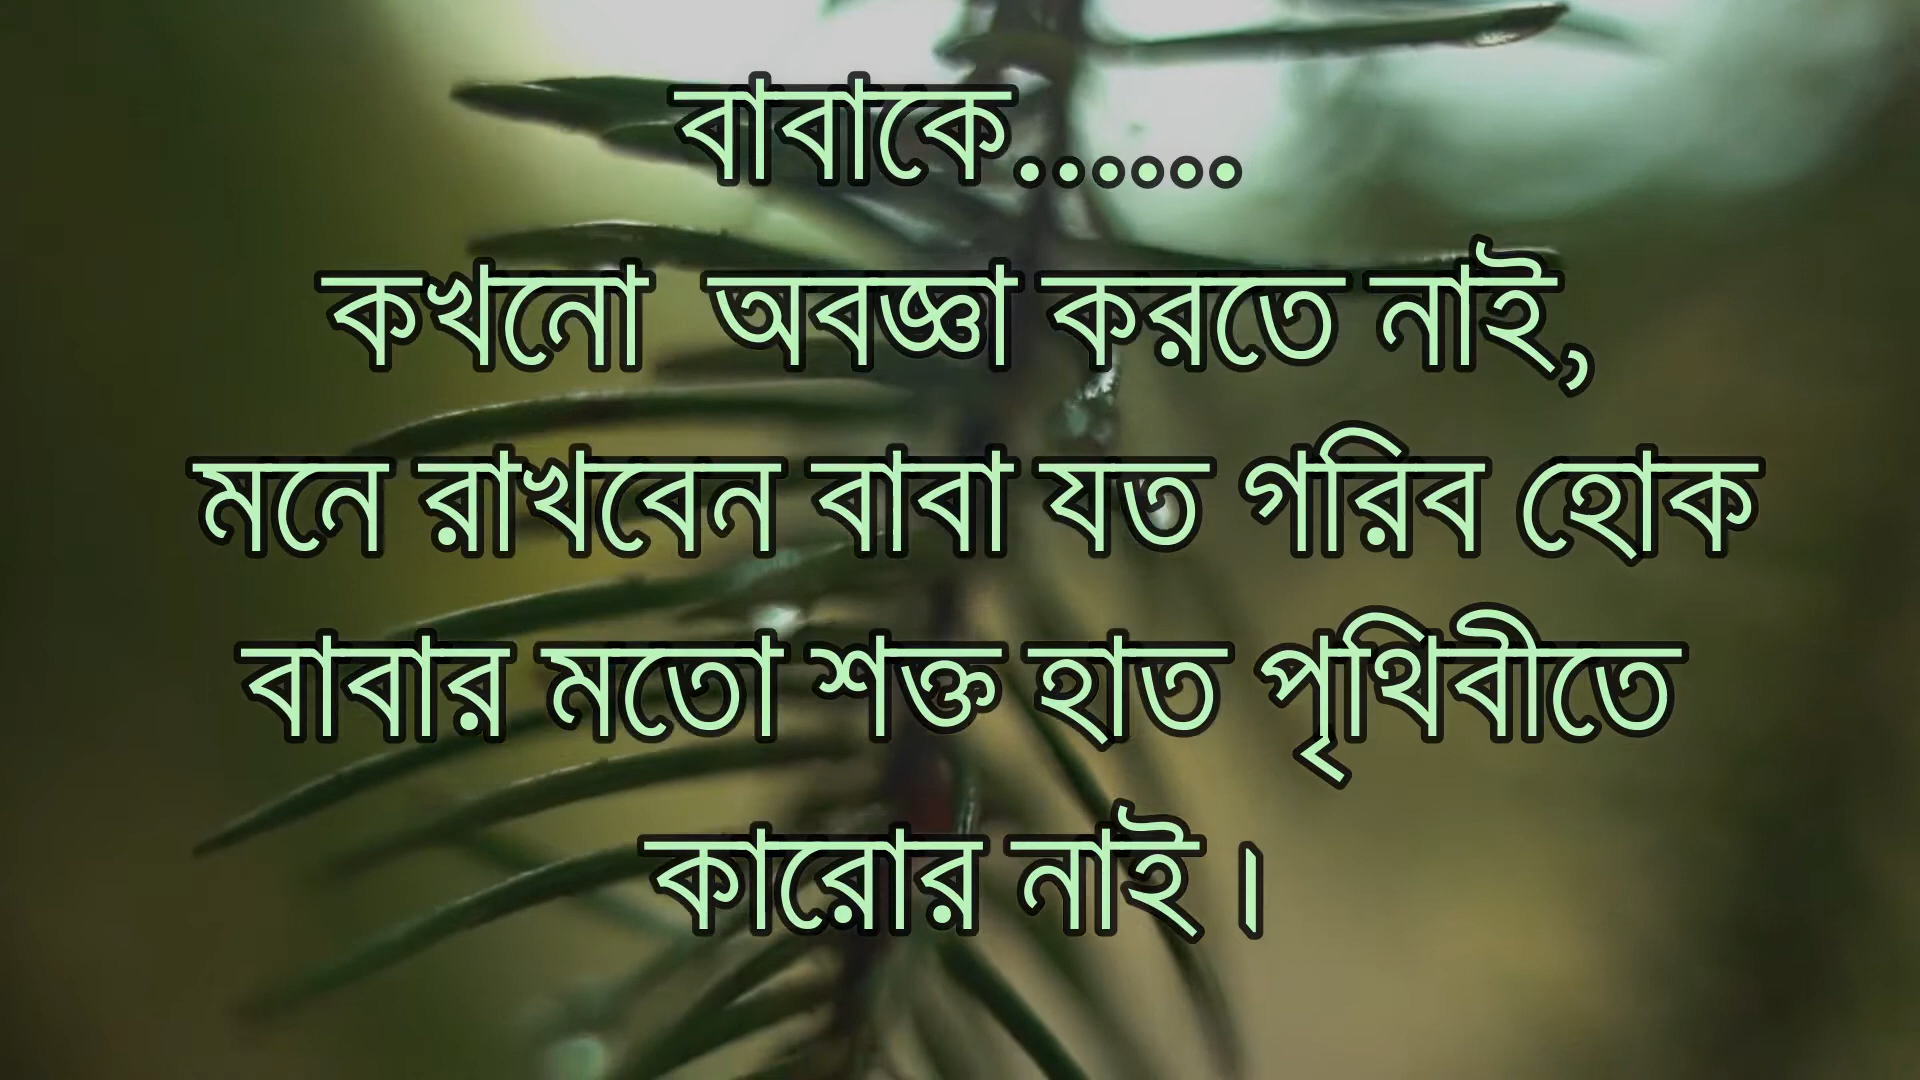 বাবাকে......
কখনো  অবজ্ঞা করতে নাই,
মনে রাখবেন বাবা যত গরিব হোক
বাবার মতো শক্ত হাত পৃথিবীতে
কারোর নাই।